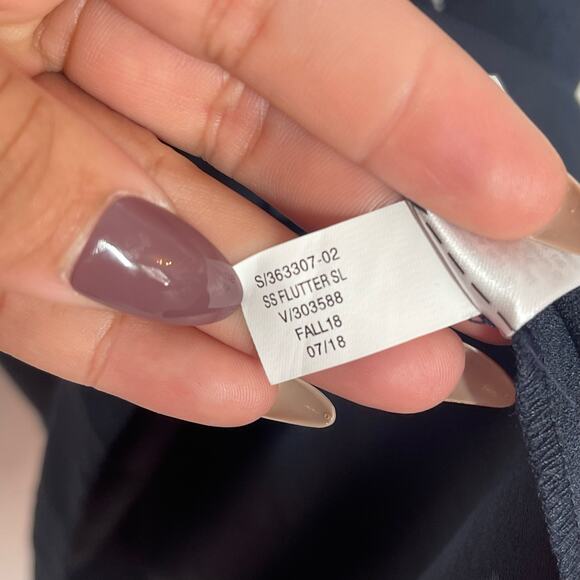 S/363307-02
SS FLUTTER SL
V/303588
FALL18
07/18